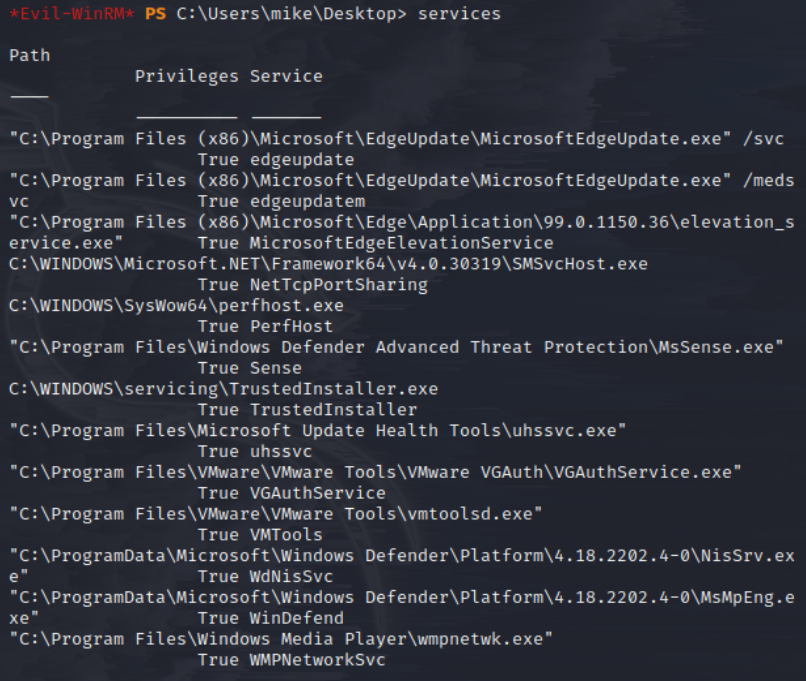 *Evil-WinRM* PS C:\Users\mike\Desktop> services
Path
Privileges Service
----
---------- -------
"C:\Program Files (x86)\Microsoft\EdgeUpdate\MicrosoftEdgeUpdate.exe" /svc
True edgeupdate
"C:\Program Files (x86)\Microsoft\EdgeUpdate\MicrosoftEdgeUpdate.exe" /meds
vc True edgeupdatem
"C:\Program Files (x86)\Microsoft\Edge\Application\99.0.1150.36\elevation_s
ervice.exe" True MicrosoftEdgeElevationService
C:\WINDOWS\Microsoft.NET\Framework64\v4.0.30319\SMSvcHost.exe
True NetTcpPortSharing
C:\WINDOWS\SysWow64\perfhost.exe
True PerfHost
"C:\Program Files\Windows Defender Advanced Threat Protection\MsSense.exe"
True Sense
C:\WINDOWS\servicing\TrustedInstaller.exe
True TrustedInstaller
"C:\Program Files\Microsoft Update Health Tools\uhssvc.exe"
True uhssvc
"C:\Program Files\VMware\VMware Tools\VMware VGAuth\VGAuthService.exe"
True VGAuthService
"C:\Program Files\VMware\VMware Tools\vmtoolsd.exe"
True VMTools
"C:\ProgramData\Microsoft\Windows Defender\Platform\4.18.2202.4-0\NisSrv.ex
e" True WdNisSvc
"C:\ProgramData\Microsoft\Windows Defender\Platform\4.18.2202.4-0\MsMpEng.e
xe" True WinDefend
"C:\Program Files\Windows Media Player\wmpnetwk.exe"
True WMPNetworkSvc